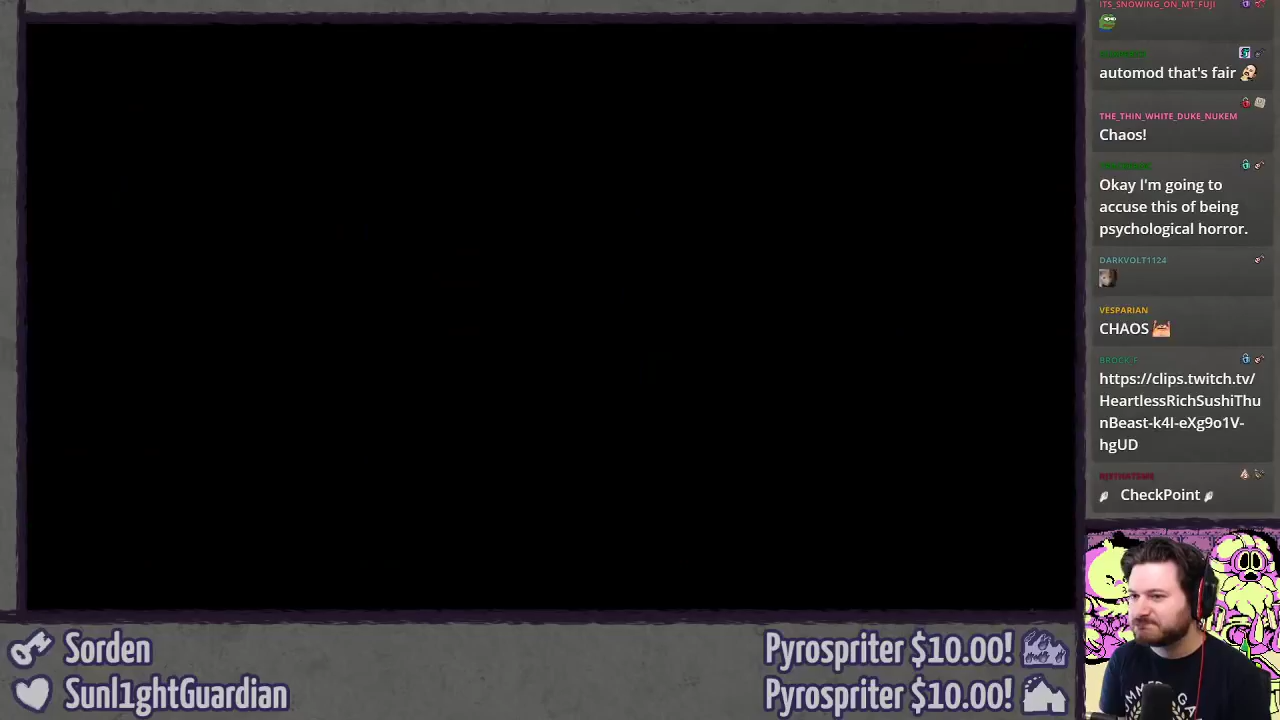 ITS_SNOWING_ON_MT_FUJI
automod that's fair
THE_THIN_WHITE_DUKE_NUKEM
Chaos!
Okay I'm going to
accuse this of being
psychological horror.
DARKVOLT1124
VESPARIAN
CHAOS
https://clips.twitch.tv/
HeartlessRichSushiThu
nBeast-k4I-eXg9o1V-
hgUD
CheckPoint
Sorden
Pyrospriter $10.00!
Sunl1ghtGuardian
Pyrospriter $10.00!